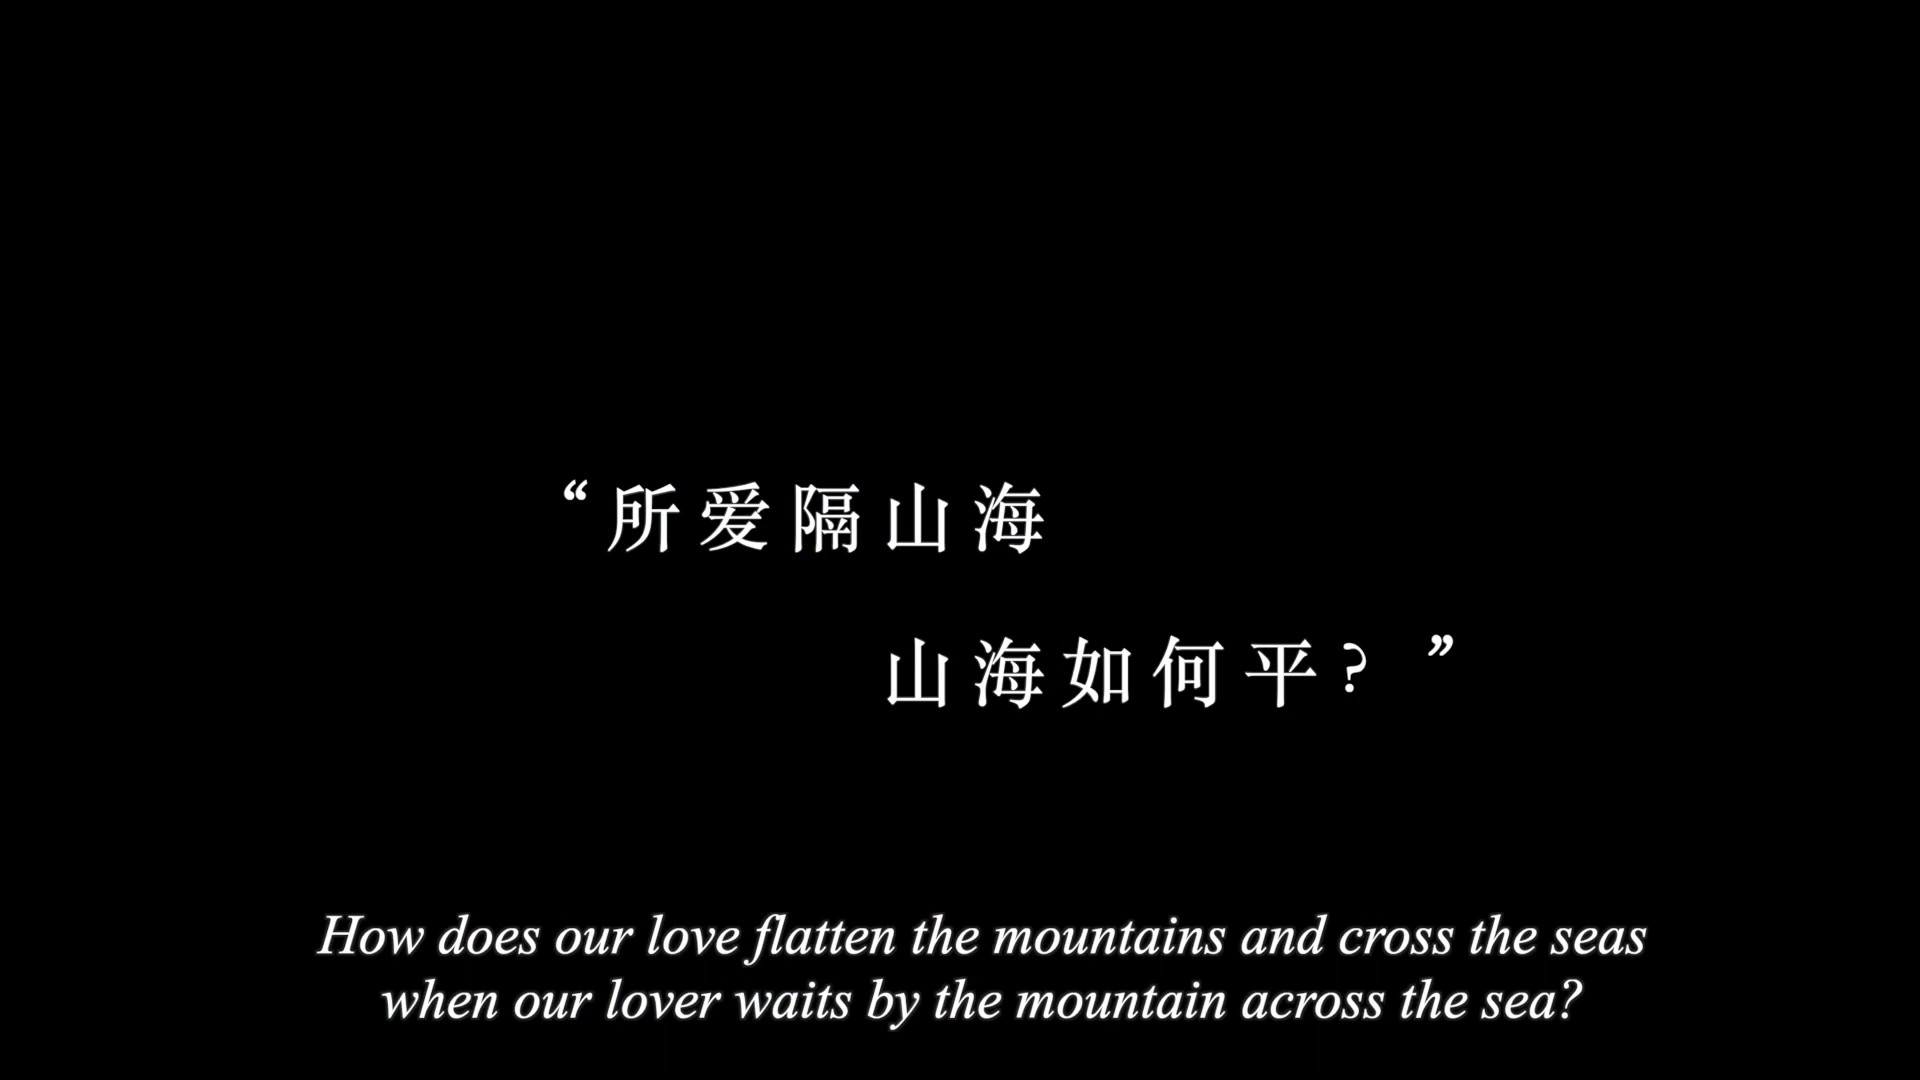 “所爱隔山海
山海如何平？”
How does our love flatten the mountains and cross the seas
when our lover waits by the mountain across the sea?